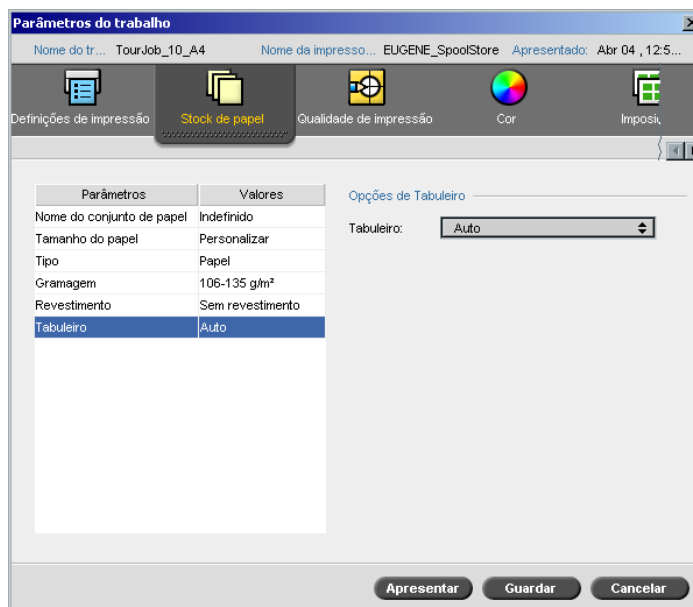 Parâmetros do trabalho
Nome do tr... TourJob_10_A4 Nome da impresso... EUGENE_SpoolStore Apresentado: Abr 04 , 12:5...
Definições de impressão Stock de papel Qualidade de impressão Cor Imposiç
Parâmetros Valores Opções de Tabuleiro
Nome do conjunto de papel Indefinido
Tabuleiro: Auto
Tamanho do papel Personalizar
Tipo Papel
Gramagem 106-135 g/m²
Revestimento Sem revestimento
Tabuleiro Auto
Apresentar Guardar Cancelar